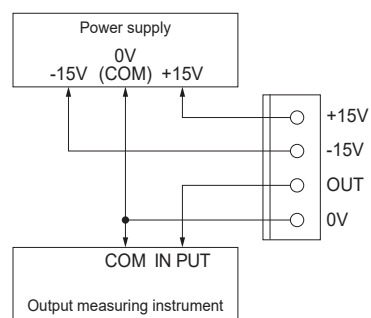 Power supply
0V
-15V (COM) +15V
+15V
-15V
OUT
0V
COM IN PUT
Output measuring instrument